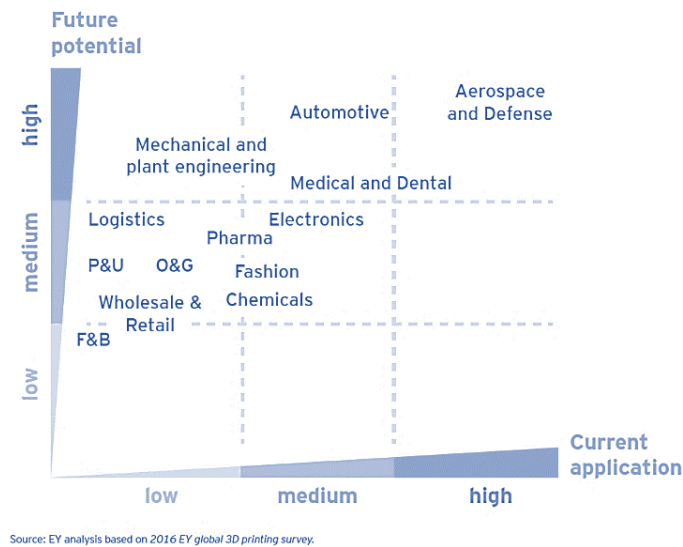 Future
potential
high
medium
low
Aerospace
and Defense
Automotive
Mechanical and
plant engineering
Medical and Dental
Logistics
Electronics
Pharma
P&U
O&G
Fashion
Wholesale &
Retail
Chemicals
F&B
Current
application
low
medium
high
Source: EY analysis based on 2016 EY global 3D printing survey.